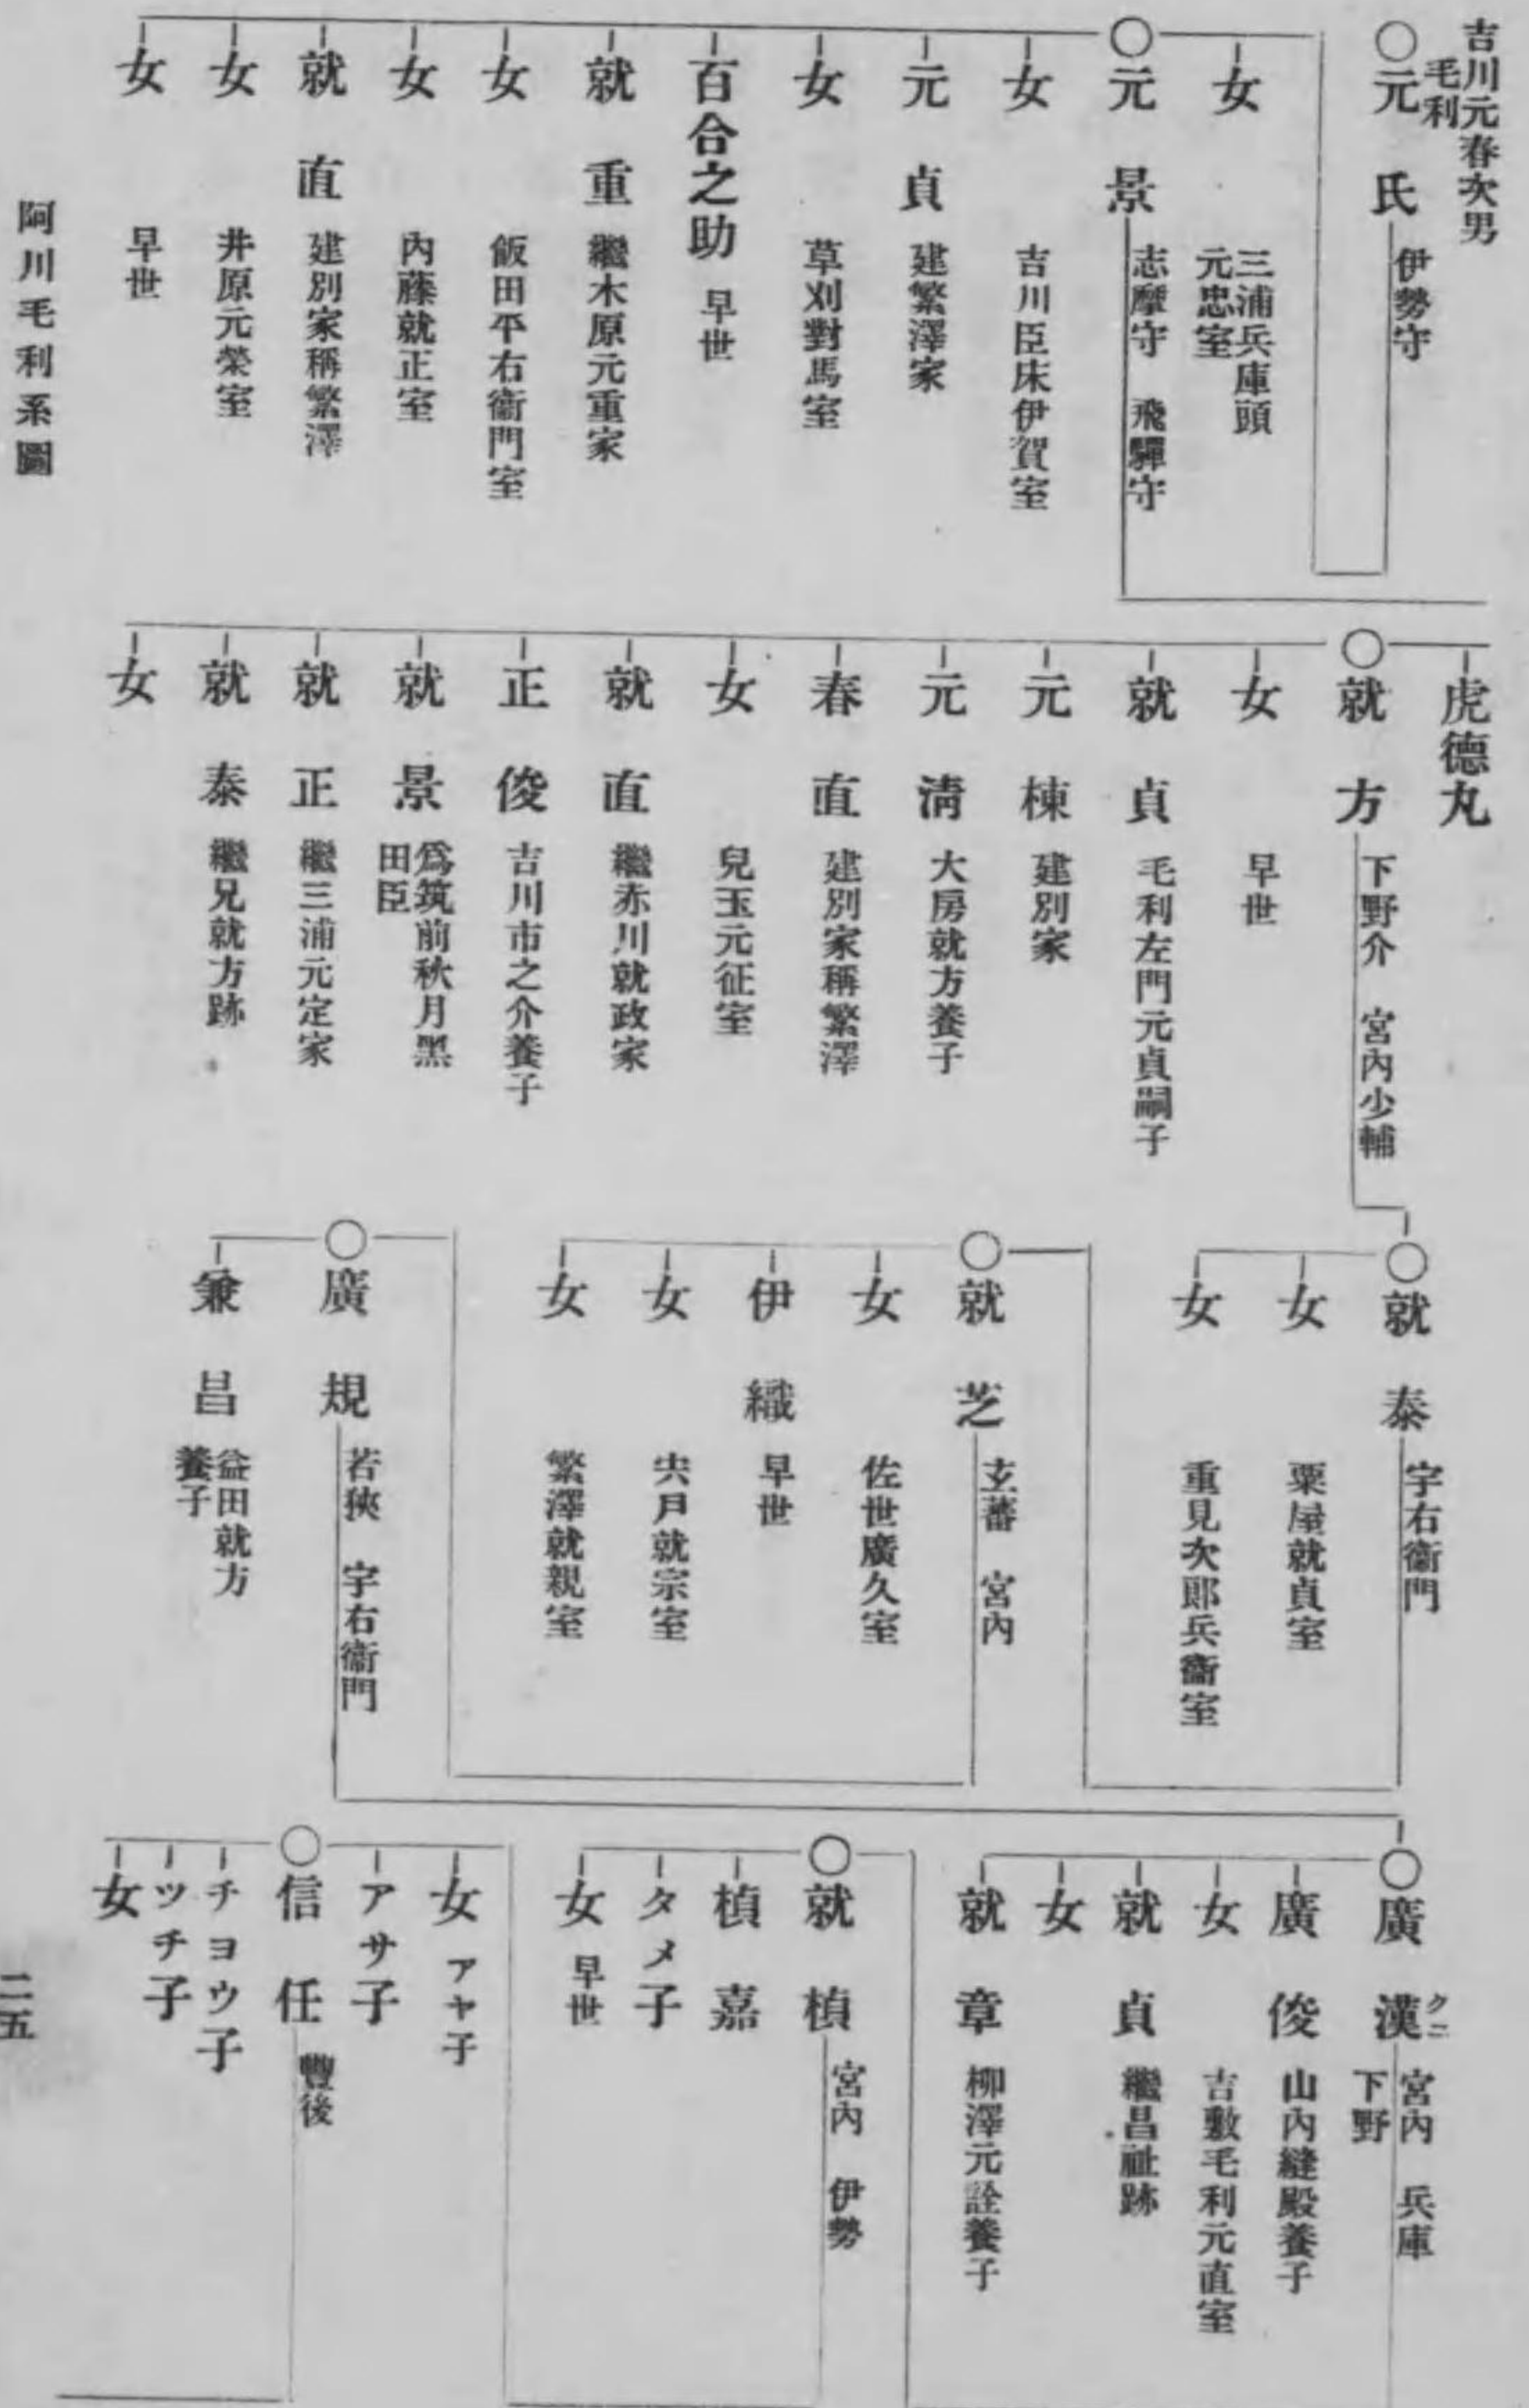 吉川元春次男
毛利
○元氏 伊勢守
女 三浦兵庫頭元忠室
○元景 志摩守 飛驒守
女 吉川臣床伊賀室
元貞 建繁澤家
女 草刈對馬室
百合之助 早世
就重 繼木原元重家
女 飯田平右衞門室
女 內藤就正室
就直 建別家稱繁澤
女 井原元榮室
女 早世
虎德丸
○就方 下野介 宮內少輔
女 早世
就貞 毛利左門元貞嗣子
元棟 建別家
元淸 大房就方養子
春直 建別家稱繁澤
女 兒玉元征室
就直 繼赤川就政家
正俊 吉川市之介養子
就景 爲筑前秋月黑田臣
就正 繼三浦元定家
就泰 繼兄就方跡
女
○就泰 宇右衞門
女 粟屋就貞室
女 重見次郞兵衞室
○就芝 玄蕃 宮內
女 佐世廣久室
伊織 早世
女 宍戶就宗室
女 繁澤就親室
○廣規 若狹 宇右衞門
兼昌 益田就方養子
○廣漢 クニ 宮內 兵庫 下野
廣俊 山內縫殿養子
女 吉敷毛利元直室
就貞 繼昌祉跡
女
就章 柳澤元詮養子
○就楨 宮內 伊勢
楨嘉
タメ子
女 早世
女 アヤ子
アサ子
○信任 豐後
チヨウ子
ツチ子
女
阿川毛利系圖
二五